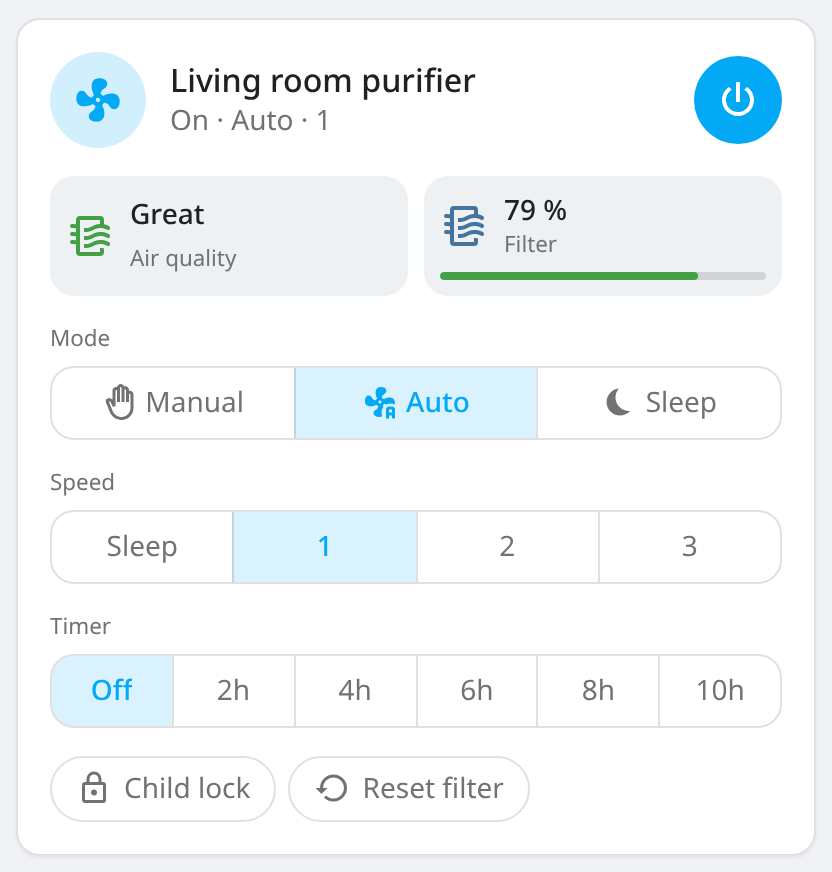 Living room purifier
On · Auto · 1
Great
Air quality
79 %
Filter
Mode
Manual
Auto
Sleep
Speed
Sleep
1
2
3
Timer
Off
2h
4h
6h
8h
10h
Child lock
Reset filter